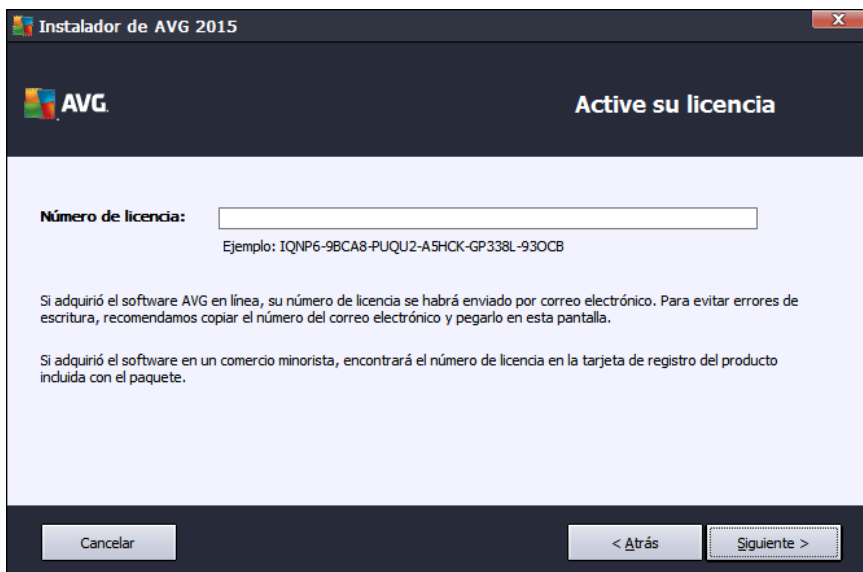 Instalador de AVG 2015
X
AVG.
Active su licencia
Número de licencia:
Ejemplo: IQNP6-9BCA8-PUQU2-A5HCK-GP338L-93OCB
Si adquirió el software AVG en línea, su número de licencia se habrá enviado por correo electrónico. Para evitar errores de
escritura, recomendamos copiar el número del correo electrónico y pegarlo en esta pantalla.
Si adquirió el software en un comercio minorista, encontrará el número de licencia en la tarjeta de registro del producto
incluida con el paquete.
Cancelar
< Atrás
Siguiente >